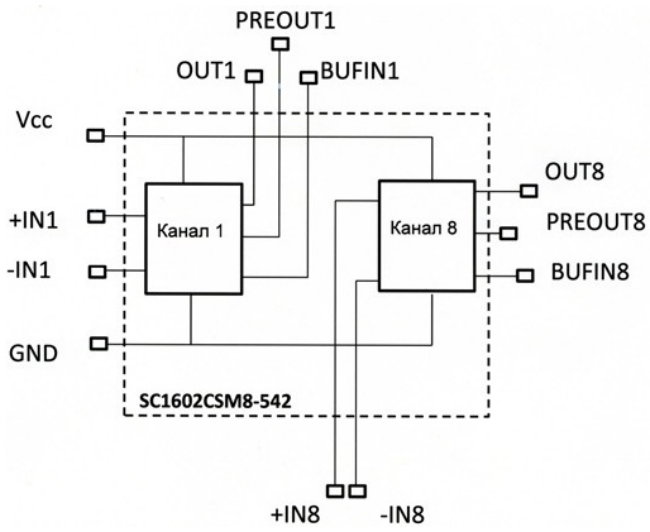 PREOUT1
OUT1
BUFIN1
Vcc
OUT8
+IN1
Канал 1
Канал 8
PREOUT8
-IN1
BUFIN8
GND
SC1602CSM8-542
+IN8
-IN8